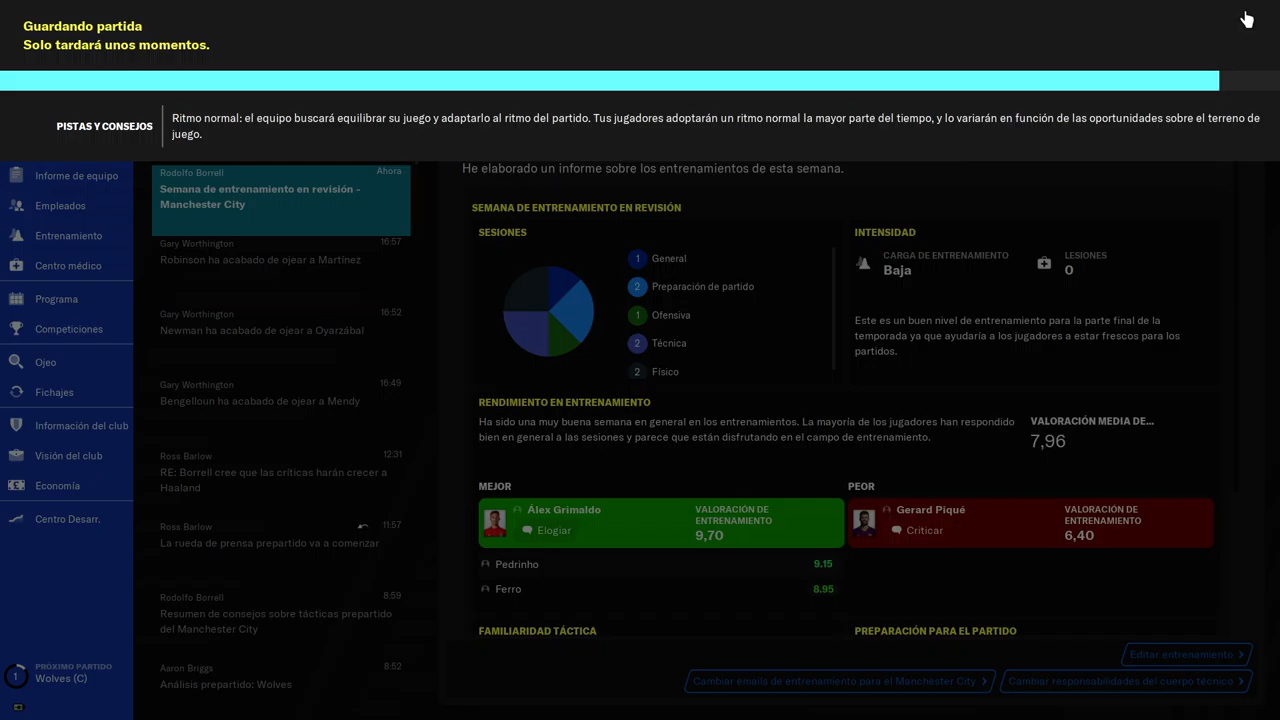 Guardando partida
Solo tardará unos momentos.
PISTAS Y CONSEJOS
Ritmo normal: el equipo buscará equilibrar su juego y adaptarlo al ritmo del partido. Tus jugadores adoptarán un ritmo normal la mayor parte del tiempo, y lo variarán en función de las oportunidades sobre el terreno de
juego.
Informe de equipo
Empleados
Entrenamiento
Centro médico
Programa
Competiciones
Ojeo
Fichajes
Información del club
Visión del club
Economía
Centro Desarr.
1
PRÓXIMO PARTIDO
Wolves (C)
Rodolfo Borrell
Ahora
Semana de entrenamiento en revisión -
Manchester City
Gary Worthington
16:57
Robinson ha acabado de ojear a Martínez
Gary Worthington
16:52
Newman ha acabado de ojear a Oyarzábal
Gary Worthington
16:49
Bengelloun ha acabado de ojear a Mendy
Ross Barlow
12:31
RE: Borrell cree que las críticas harán crecer a
Haaland
Ross Barlow
11:57
La rueda de prensa prepartido va a comenzar
Rodolfo Borrell
8:59
Resumen de consejos sobre tácticas prepartido
del Manchester City
Aaron Briggs
8:52
Análisis prepartido: Wolves
He elaborado un informe sobre los entrenamientos de esta semana.
SEMANA DE ENTRENAMIENTO EN REVISIÓN
SESIONES
1 General
2 Preparación de partido
1 Ofensiva
2 Técnica
2 Físico
INTENSIDAD
CARGA DE ENTRENAMIENTO
Baja
LESIONES
0
Este es un buen nivel de entrenamiento para la parte final de la
temporada ya que ayudaría a los jugadores a estar frescos para los
partidos.
RENDIMIENTO EN ENTRENAMIENTO
Ha sido una muy buena semana en general en los entrenamientos. La mayoría de los jugadores han respondido
bien en general a las sesiones y parece que están disfrutando en el campo de entrenamiento.
VALORACIÓN MEDIA DE...
7,96
MEJOR
Álex Grimaldo
Elogiar
VALORACIÓN DE
ENTRENAMIENTO
9,70
Pedrinho 9.15
Ferro 8.95
PEOR
Gerard Piqué
Criticar
VALORACIÓN DE
ENTRENAMIENTO
6,40
FAMILIARIDAD TÁCTICA
PREPARACIÓN PARA EL PARTIDO
Editar entrenamiento
Cambiar emails de entrenamiento para el Manchester City
Cambiar responsabilidades del cuerpo técnico